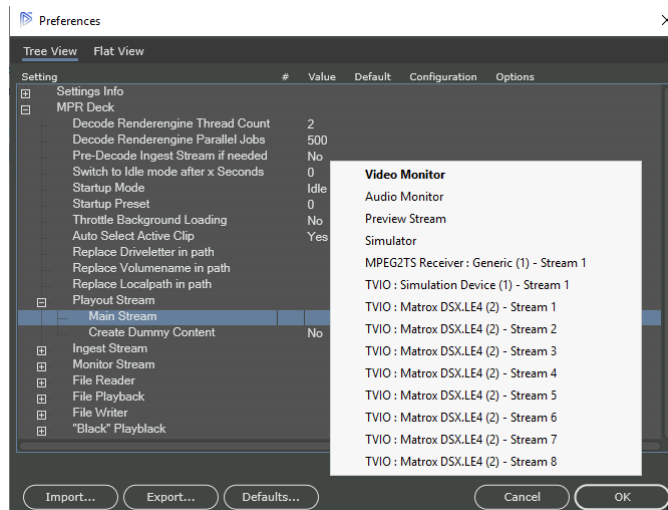 Preferences
Tree View Flat View
Setting # Value Default Configuration Options
Settings Info
MPR Deck
Decode Renderengine Thread Count 2
Decode Renderengine Parallel Jobs 500
Pre-Decode Ingest Stream if needed No
Switch to Idle mode after x Seconds 0
Startup Mode Idle
Startup Preset 0
Throttle Background Loading No
Auto Select Active Clip Yes
Replace Driveletter in path
Replace Volumename in path
Replace Localpath in path
Playout Stream
Main Stream
Create Dummy Content No
Ingest Stream
Monitor Stream
File Reader
File Playback
File Writer
"Black" Playblack
Video Monitor
Audio Monitor
Preview Stream
Simulator
MPEG2TS Receiver : Generic (1) - Stream 1
TVIO : Simulation Device (1) - Stream 1
TVIO : Matrox DSX.LE4 (2) - Stream 1
TVIO : Matrox DSX.LE4 (2) - Stream 2
TVIO : Matrox DSX.LE4 (2) - Stream 3
TVIO : Matrox DSX.LE4 (2) - Stream 4
TVIO : Matrox DSX.LE4 (2) - Stream 5
TVIO : Matrox DSX.LE4 (2) - Stream 6
TVIO : Matrox DSX.LE4 (2) - Stream 7
TVIO : Matrox DSX.LE4 (2) - Stream 8
Import... Export... Defaults... Cancel OK